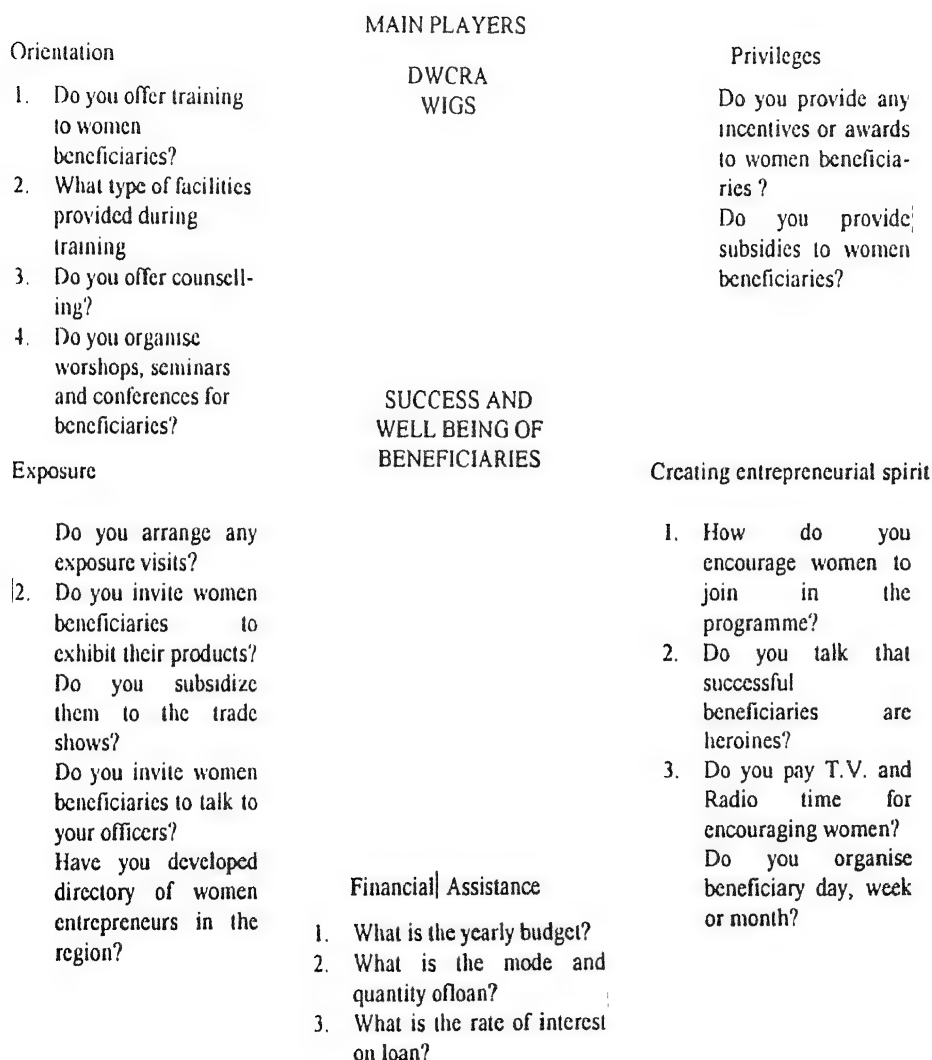 MAIN PLAYERS
DWCRA
WIGS
Orientation
1. Do you offer training
to women
beneficiaries?
2. What type of facilities
provided during
training
3. Do you offer counsell-
ing?
4. Do you organise
worshops, seminars
and conferences for
beneficiaries?
Privileges
Do you provide any
incentives or awards
to women beneficia-
ries ?
Do you provide
subsidies to women
beneficiaries?
SUCCESS AND
WELL BEING OF
BENEFICIARIES
Exposure
Do you arrange any
exposure visits?
2. Do you invite women
beneficiaries to
exhibit their products?
Do you subsidize
them to the trade
shows?
Do you invite women
beneficiaries to talk to
your officers?
Have you developed
directory of women
entrepreneurs in the
region?
Creating entrepreneurial spirit
1. How do you
encourage women to
join in the
programme?
2. Do you talk that
successful
beneficiaries are
heroines?
3. Do you pay T.V. and
Radio time for
encouraging women?
Do you organise
beneficiary day, week
or month?
Financial Assistance
1. What is the yearly budget?
2. What is the mode and
quantity ofloan?
3. What is the rate of interest
on loan?